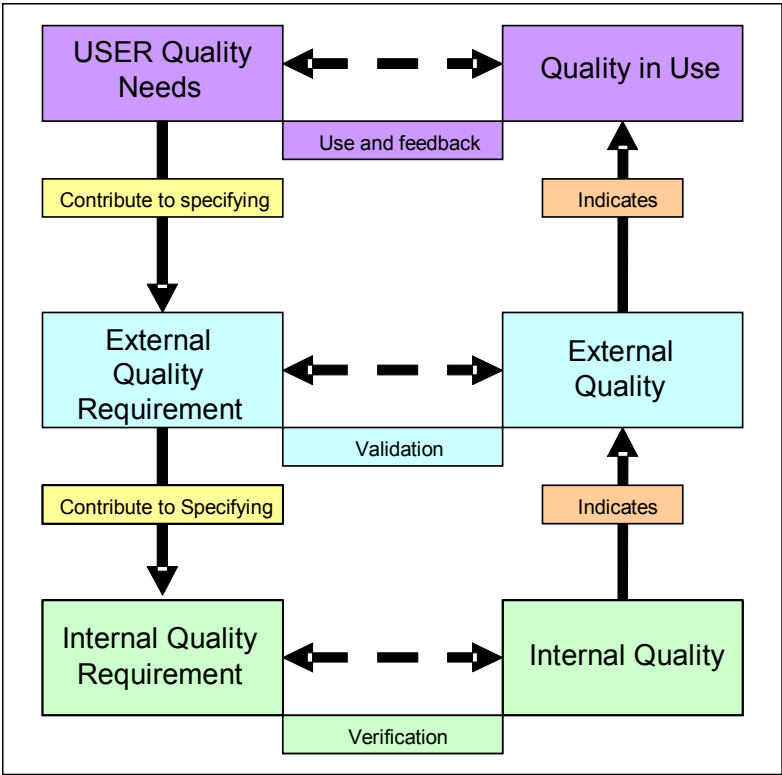 USER Quality
Needs
Quality in Use
Use and feedback
Contribute to specifying
Indicates
External
Quality
Requirement
External
Quality
Validation
Contribute to Specifying
Indicates
Internal Quality
Requirement
Internal Quality
Verification